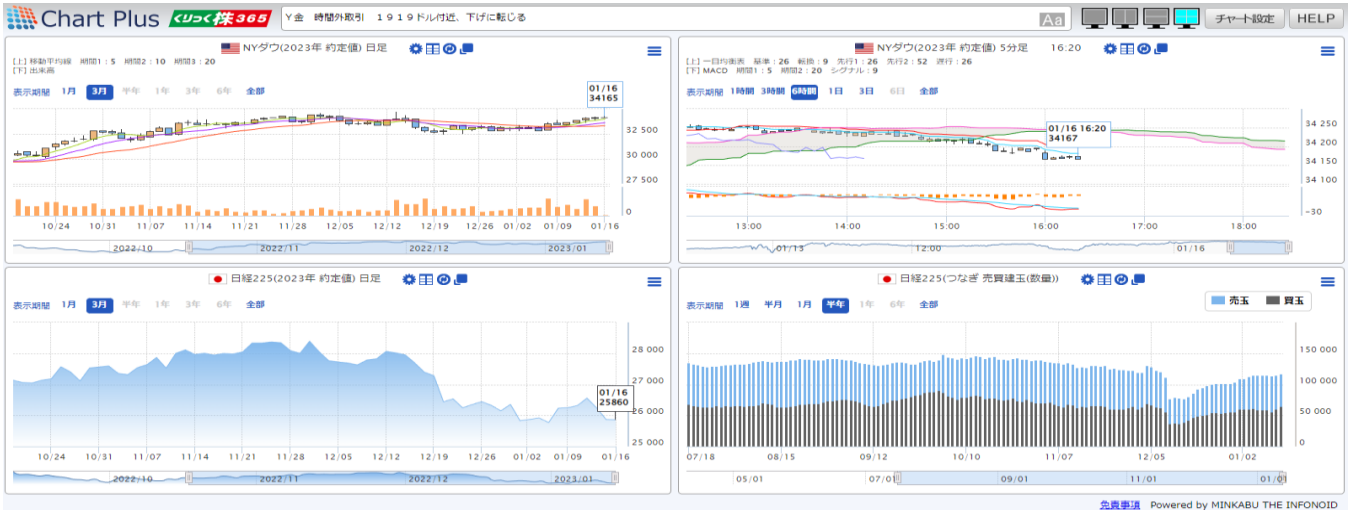 Chart Plus くりっく株365 Y金 時間外取引 1919ドル付近、下げに転じる Aa チャート設定 HELP
NYダウ(2023年 約定値) 日足
[上] 移動平均線 期間1:5 期間2:10 期間3:20
[下] 出来高
表示期間 1月 3月 半年 1年 3年 6年 全部
01/16
34165
32 500
30 000
27 500
0
10/24 10/31 11/07 11/14 11/21 11/28 12/05 12/12 12/19 12/26 01/02 01/09 01/16
2022/10 2022/11 2022/12 2023/01
NYダウ(2023年 約定値) 5分足 16:20
[上] 一目均衡表 基準:26 転換:9 先行1:26 先行2:52 遅行:26
[下] MACD 期間1:5 期間2:20 シグナル:9
表示期間 1時間 3時間 6時間 1日 3日 6日 全部
01/16 16:20
34167
34 250
34 200
34 150
34 100
-30
13:00 14:00 15:00 16:00 17:00 18:00
01/13 12:00 01/16
日経225(2023年 約定値) 日足
表示期間 1月 3月 半年 1年 3年 6年 全部
28 000
27 000
01/16
25860
26 000
25 000
10/24 10/31 11/07 11/14 11/21 11/28 12/05 12/12 12/19 12/26 01/02 01/09 01/16
2022/10 2022/11 2022/12 2023/01
日経225(つなぎ 売買建玉(数量))
表示期間 1週 半月 1月 半年 1年 6年 全部
売玉 買玉
150 000
100 000
50 000
0
07/18 08/15 09/12 10/10 11/07 12/05 01/02
05/01 07/01 09/01 11/01 01/01
免責事項 Powered by MINKABU THE INFONOID